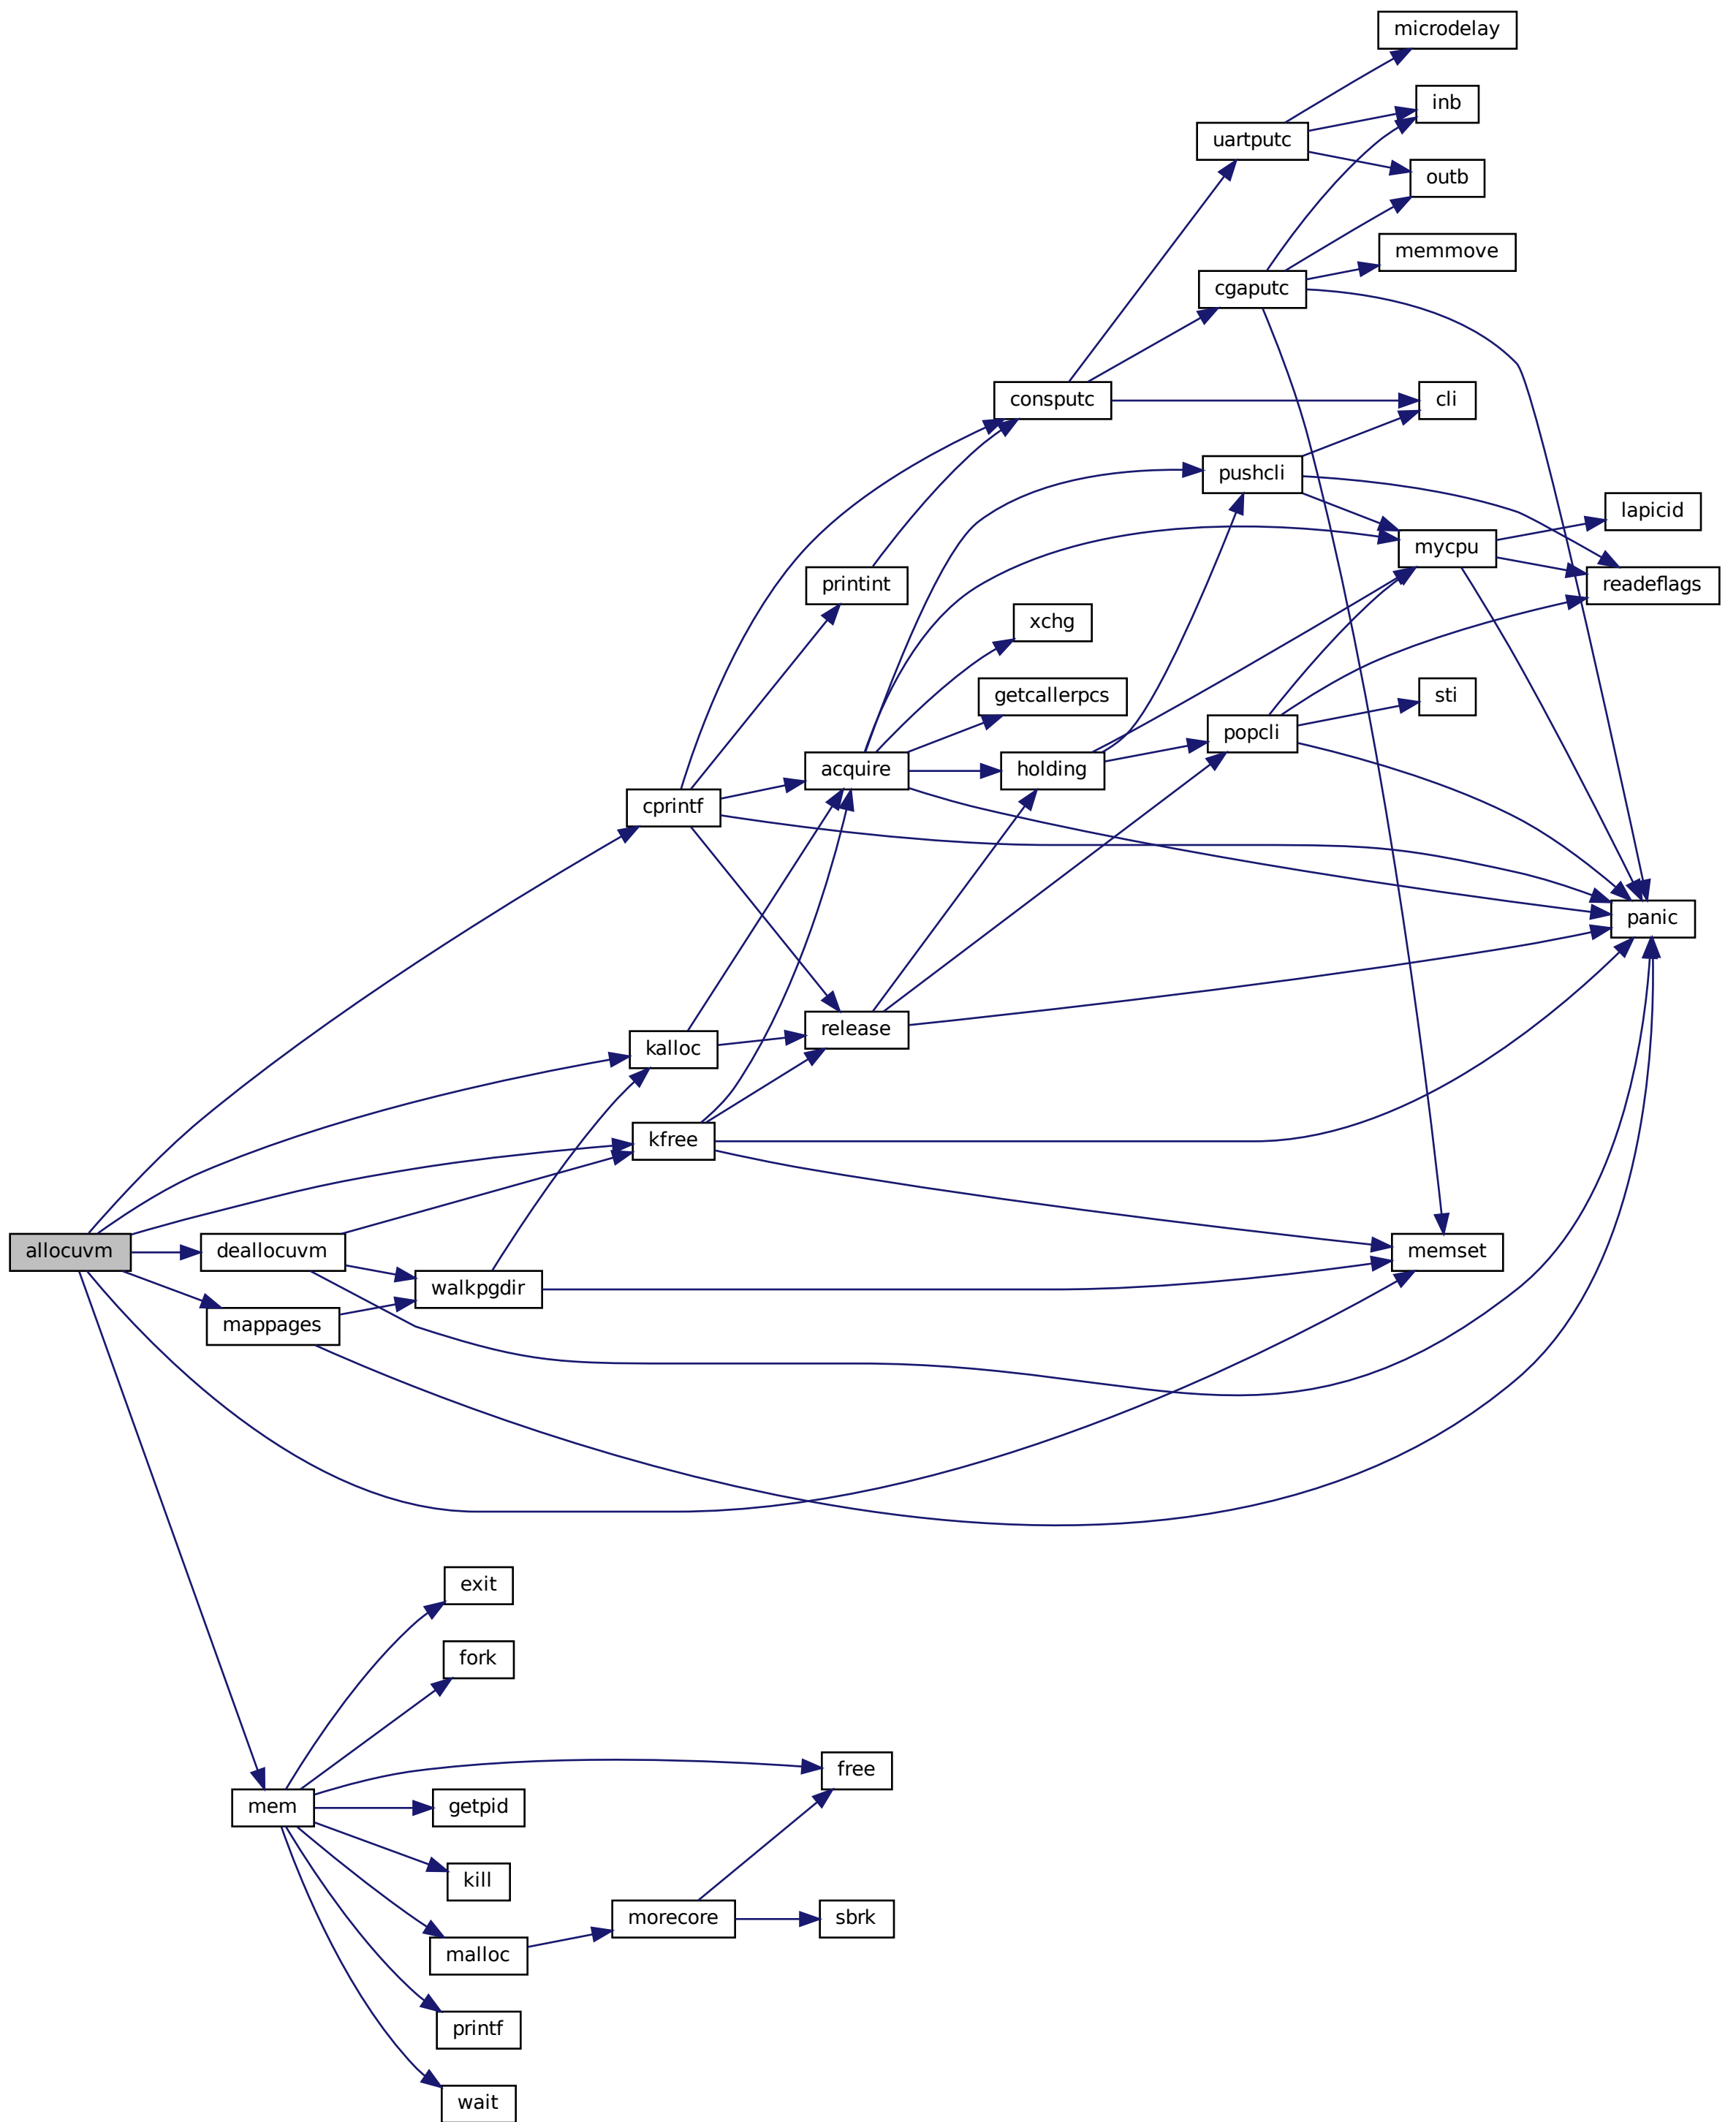 microdelay
inb
uartputc
outb
memmove
cgaputc
consputc
cli
pushcli
lapicid
mycpu
printint
readeflags
xchg
getcallerpcs
sti
popcli
acquire
holding
cprintf
panic
release
kalloc
kfree
allocuvm
deallocuvm
memset
walkpgdir
mappages
exit
fork
free
mem
getpid
kill
morecore
sbrk
malloc
printf
wait